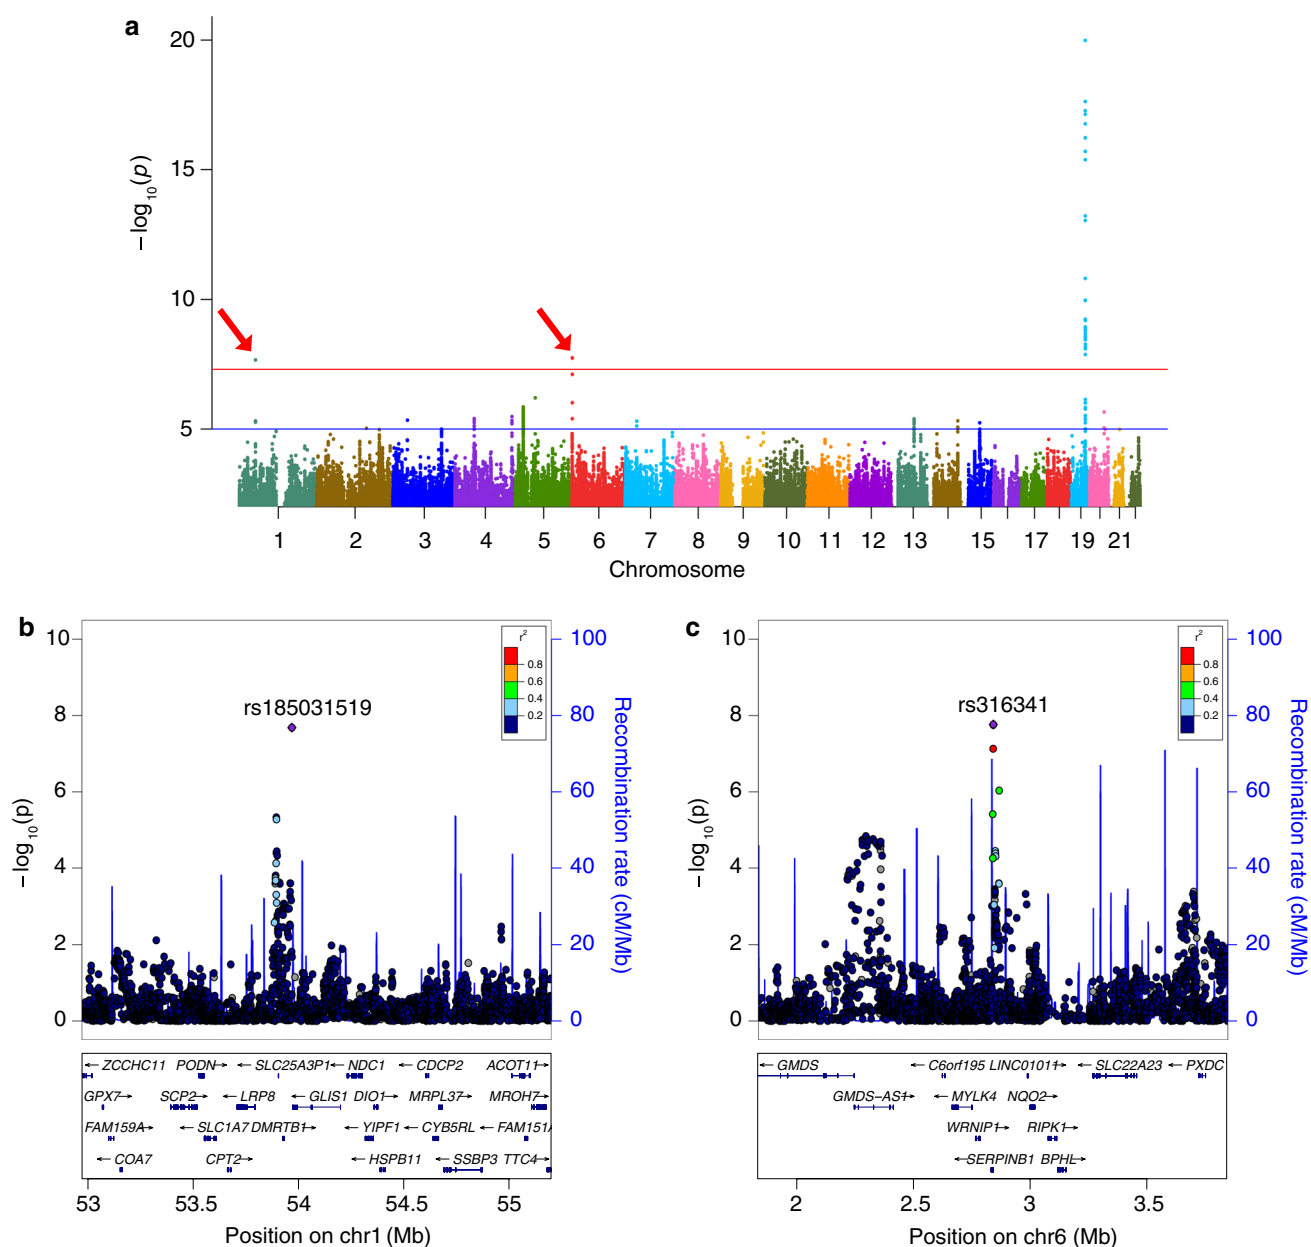 a
20
15
10
5
−log10(p)
1 2 3 4 5 6 7 8 9 10 11 12 13 15 17 19 21
Chromosome
b
10
8
6
4
2
0
−log10(p)
rs185031519
r2
0.8
0.6
0.4
0.2
100
80
60
40
20
0
Recombination rate (cM/Mb)
ZCCHC11 PODN SLC25A3P1 NDC1 CDCP2 ACOT11
GPX7 SCP2 LRP8 GLIS1 DIO1 MRPL37 MROH7
FAM159A SLC1A7 DMRTB1 YIPF1 CYB5RL FAM151A
COA7 CPT2 HSPB11 SSBP3 TTC4
53 53.5 54 54.5 55
Position on chr1 (Mb)
c
10
8
6
4
2
0
−log10(p)
rs316341
r2
0.8
0.6
0.4
0.2
100
80
60
40
20
0
Recombination rate (cM/Mb)
GMDS C6orf195 LINC01011 SLC22A23 PXDC
GMDS−AS1 MYLK4 NQO2
WRNIP1 RIPK1
SERPINB1 BPHL
2 2.5 3 3.5
Position on chr6 (Mb)